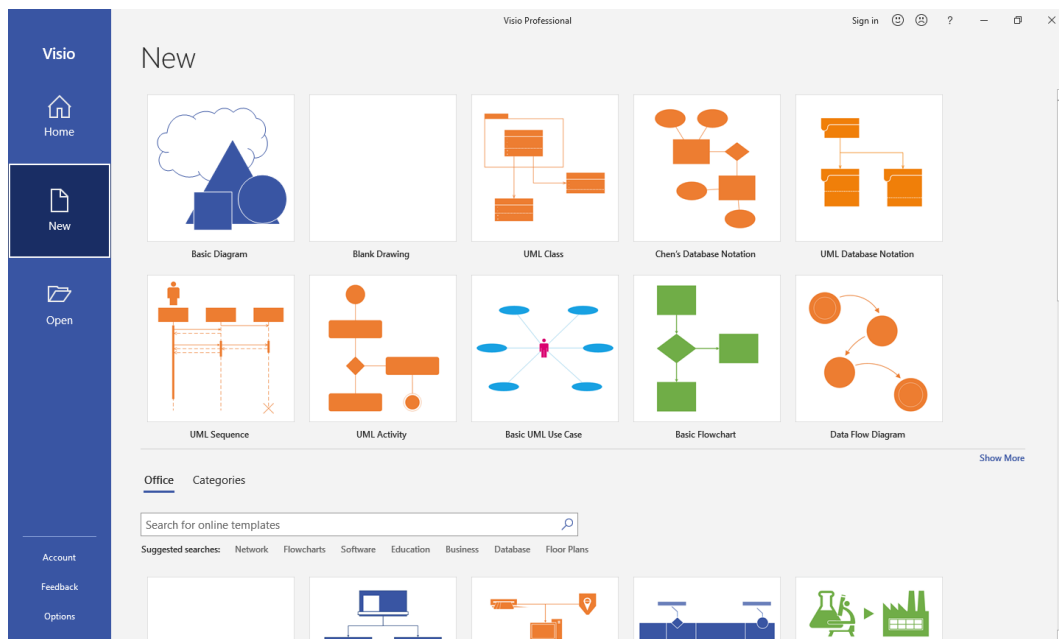 Visio Professional
Sign in
?
Visio
Home
New
Open
Account
Feedback
Options
New
Basic Diagram
Blank Drawing
UML Class
Chen's Database Notation
UML Database Notation
UML Sequence
UML Activity
Basic UML Use Case
Basic Flowchart
Data Flow Diagram
Show More
Office Categories
Search for online templates
Suggested searches: Network Flowcharts Software Education Business Database Floor Plans